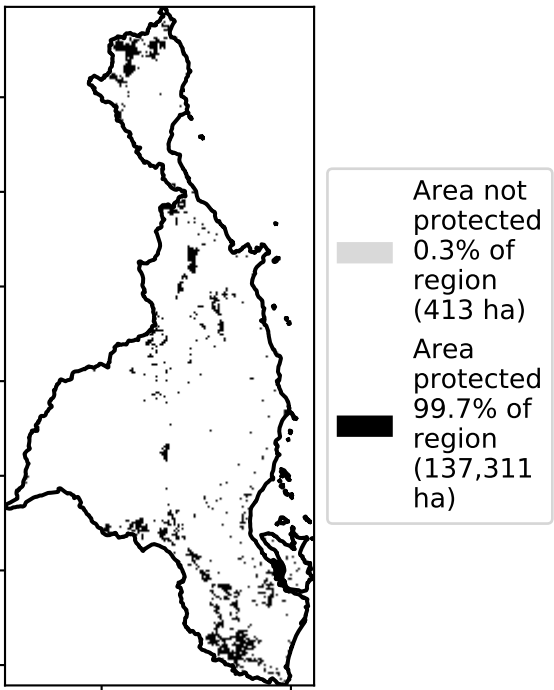 Area not
protected
0.3% of
region
(413 ha)
Area
protected
99.7% of
region
(137,311
ha)